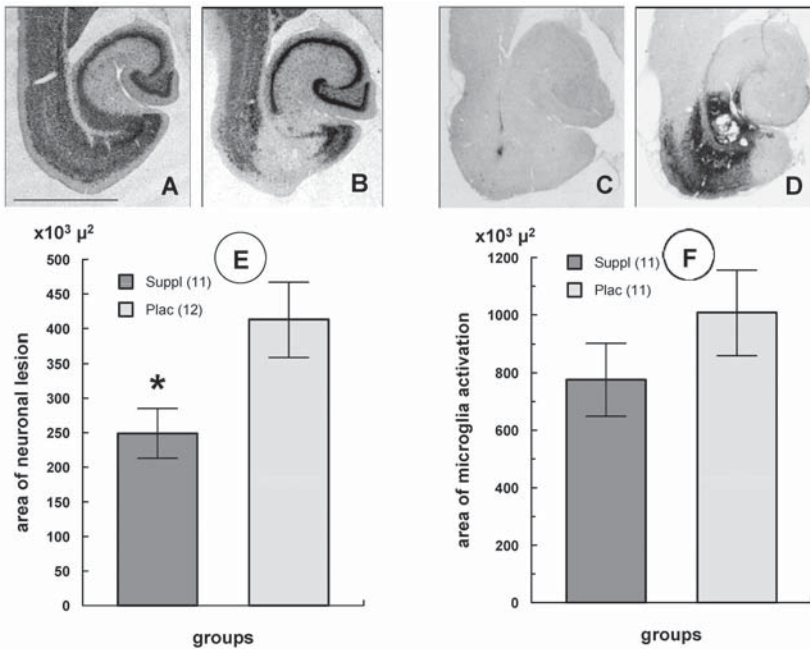 A
B
C
D
x10³ µ²
E
500
450
400
350
300
250
200
150
100
50
0
Suppl (11)
Plac (12)
*
area of neuronal lesion
groups
x10³ µ²
F
1200
1000
800
600
400
200
0
Suppl (11)
Plac (11)
area of microglia activation
groups